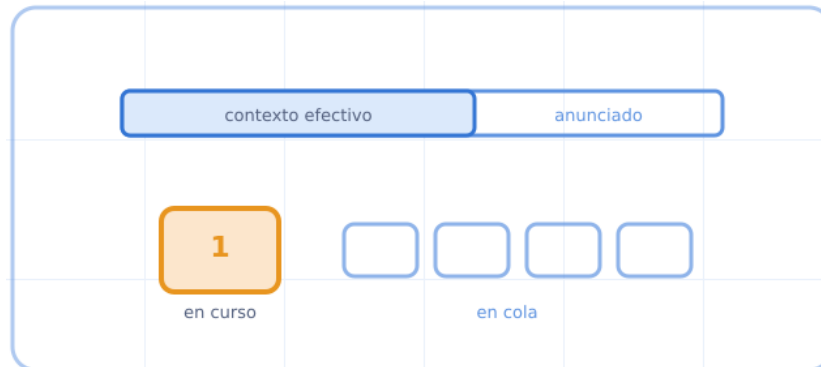 contexto efectivo
anunciado
1
en curso
en cola